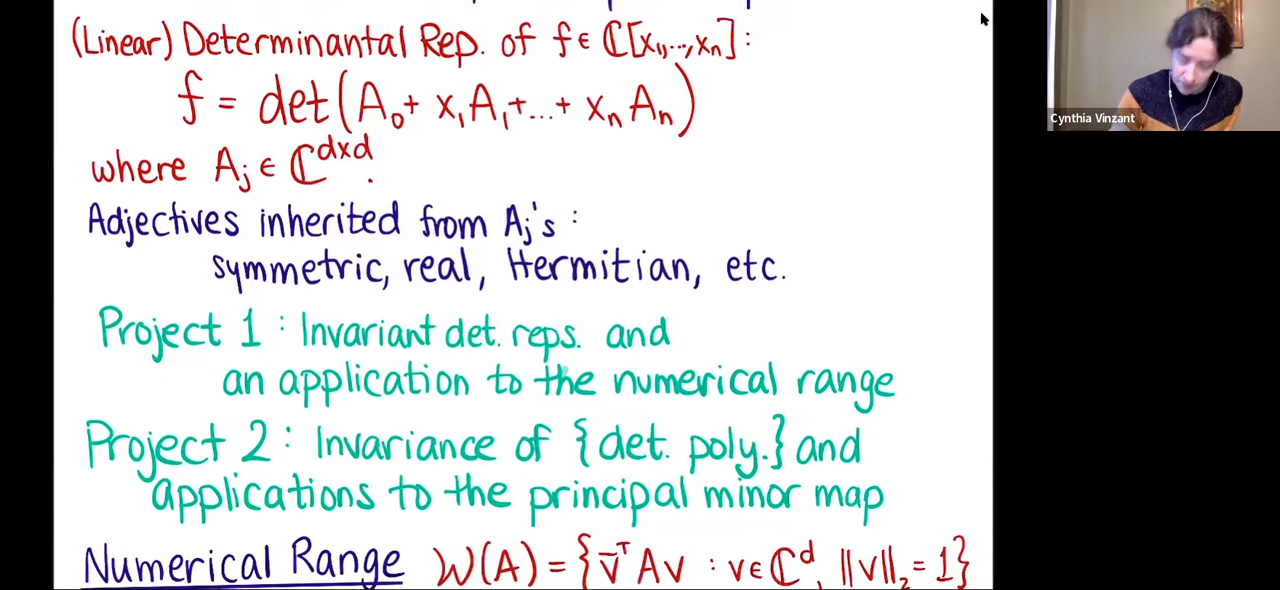 (Linear) Determinantal Rep. of f ∈ ℂ[x₁,..,xₙ]:
f = det(A₀ + x₁A₁ + ... + xₙAₙ)
where Aⱼ ∈ ℂ^{d×d}.
Adjectives inherited from Aⱼ's :
symmetric, real, Hermitian, etc.
Project 1 : Invariant det. reps. and
an application to the numerical range
Project 2 : Invariance of {det. poly.} and
applications to the principal minor map
Numerical Range W(A) = {v̄ᵀAv : v ∈ ℂᵈ, ||v||₂ = 1}
Cynthia Vinzant